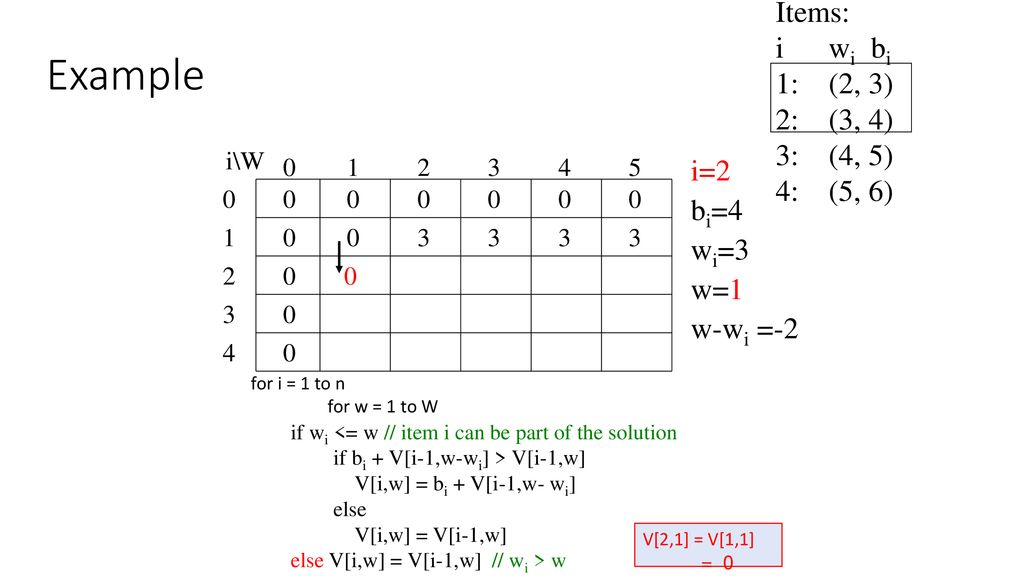 Example
Items:
i wi bi
1: (2, 3)
2: (3, 4)
3: (4, 5)
4: (5, 6)
i\W 0 1 2 3 4 5
0 0 0 0 0 0 0
1 0 0 3 3 3 3
2 0 0
3 0
4 0
i=2
bi=4
wi=3
w=1
w-wi =-2
for i = 1 to n
for w = 1 to W
if wi <= w // item i can be part of the solution
if bi + V[i-1,w-wi] > V[i-1,w]
V[i,w] = bi + V[i-1,w- wi]
else
V[i,w] = V[i-1,w]
else V[i,w] = V[i-1,w] // wi > w
V[2,1] = V[1,1]
= 0